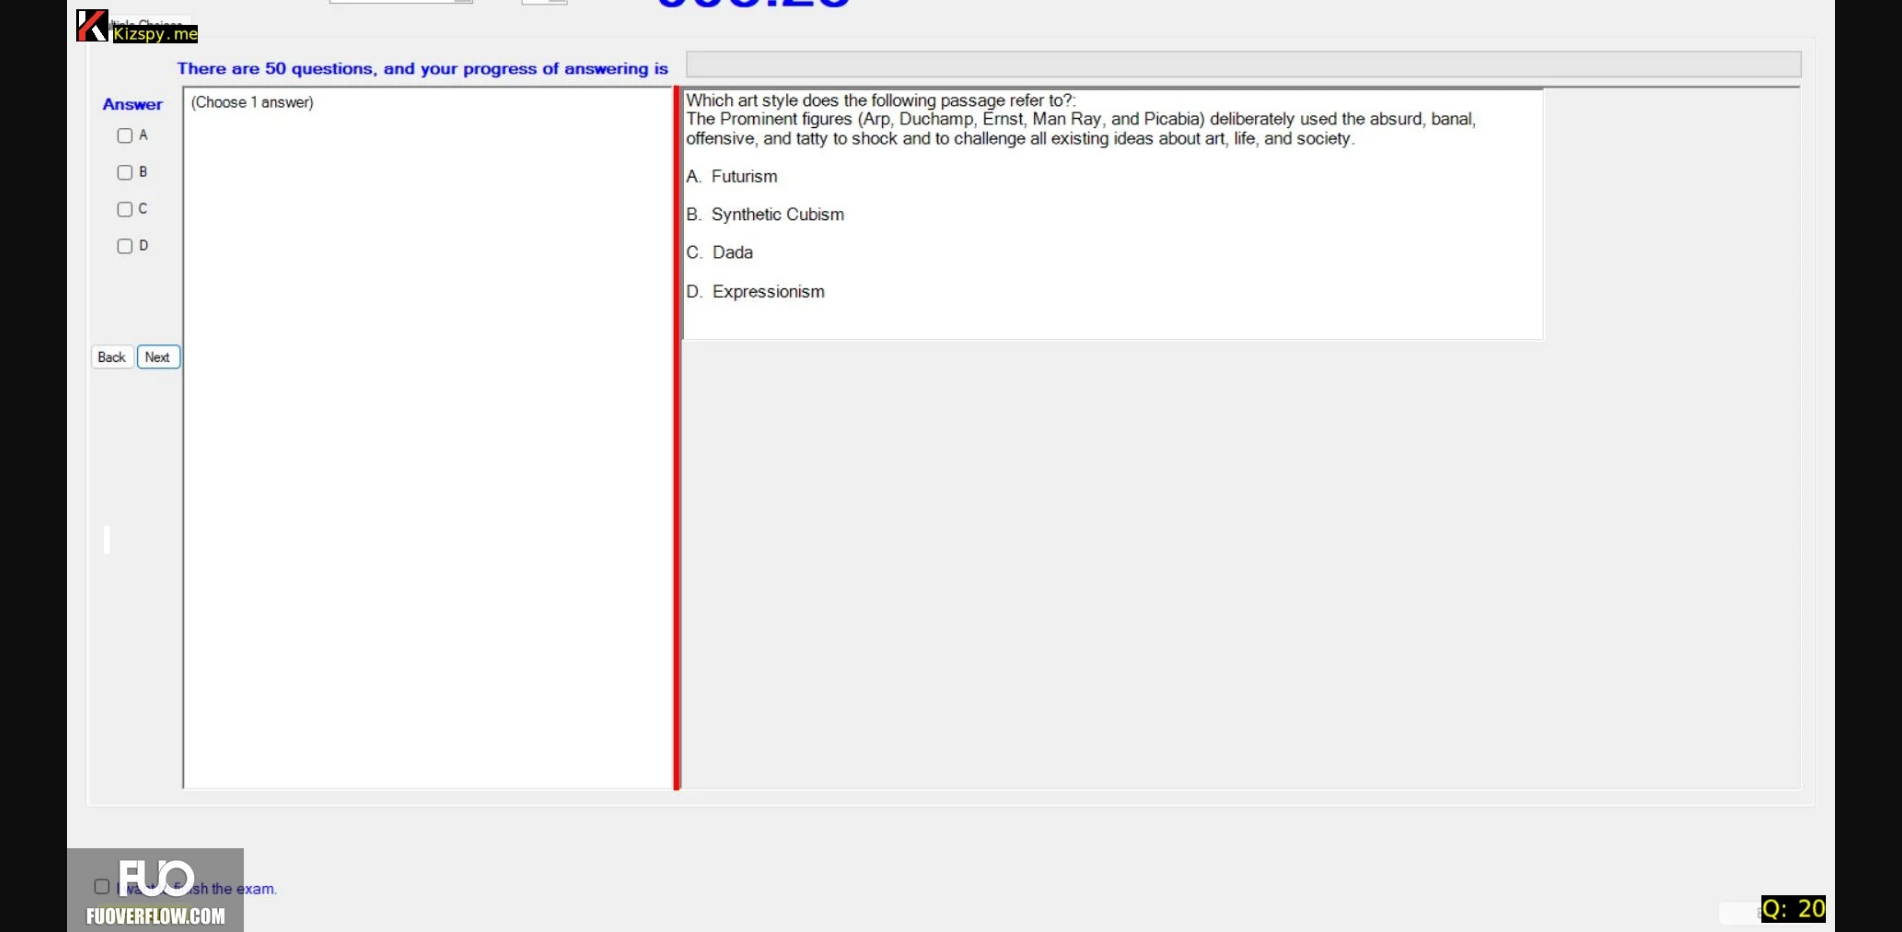 Kizspy.me
There are 50 questions, and your progress of answering is
Answer
(Choose 1 answer)
A
B
C
D
Back
Next
Which art style does the following passage refer to?:
The Prominent figures (Arp, Duchamp, Ernst, Man Ray, and Picabia) deliberately used the absurd, banal,
offensive, and tatty to shock and to challenge all existing ideas about art, life, and society.
A. Futurism
B. Synthetic Cubism
C. Dada
D. Expressionism
FUO
the exam.
FUOVERFLOW.COM
Q: 20